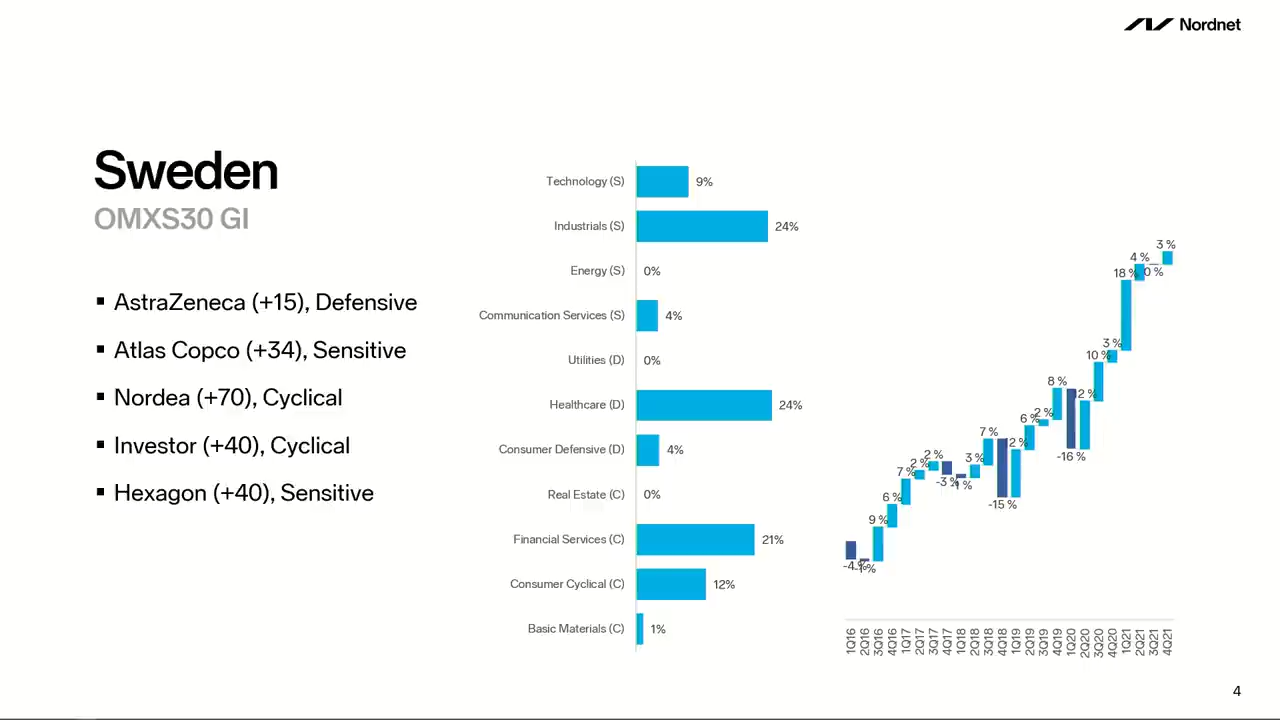 Nordnet
Sweden
OMXS30 GI
▪ AstraZeneca (+15), Defensive
▪ Atlas Copco (+34), Sensitive
▪ Nordea (+70), Cyclical
▪ Investor (+40), Cyclical
▪ Hexagon (+40), Sensitive
Technology (S) 9%
Industrials (S) 24%
Energy (S) 0%
Communication Services (S) 4%
Utilities (D) 0%
Healthcare (D) 24%
Consumer Defensive (D) 4%
Real Estate (C) 0%
Financial Services (C) 21%
Consumer Cyclical (C) 12%
Basic Materials (C) 1%
-4 %
-1 %
9 %
6 %
7 %
2 %
2 %
-3 %
-1 %
3 %
7 %
-15 %
12 %
6 %
2 %
8 %
-16 %
12 %
10 %
3 %
18 %
4 %
0 %
3 %
1Q16
2Q16
3Q16
4Q16
1Q17
2Q17
3Q17
4Q17
1Q18
2Q18
3Q18
4Q18
1Q19
2Q19
3Q19
4Q19
1Q20
2Q20
3Q20
4Q20
1Q21
2Q21
3Q21
4Q21
4